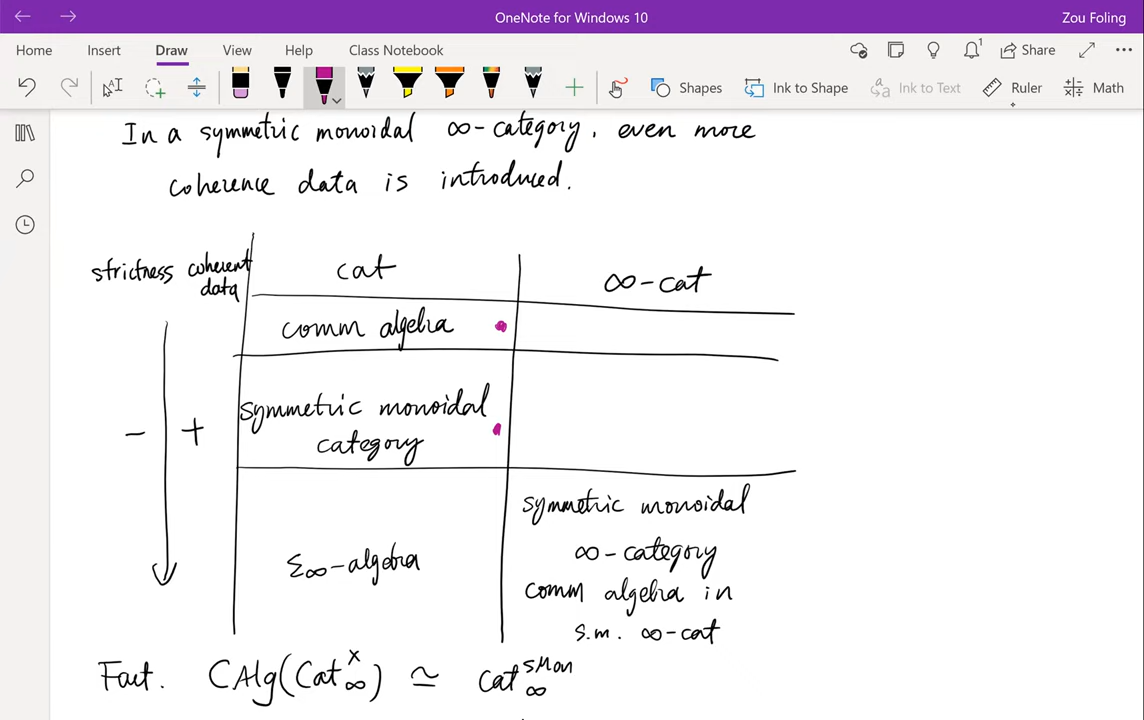 OneNote for Windows 10
Zou Foling
Home Insert Draw View Help Class Notebook
1 Share
Shapes Ink to Shape Ink to Text Ruler Math
In a symmetric monoidal ∞-category, even more
coherence data is introduced.
strictness coherent data
cat
∞-cat
comm algebra
- +
symmetric monoidal
category
ℰ∞-algebra
symmetric monoidal
∞-category
comm algebra in
s.m. ∞-cat
Fact. CAlg(Cat∞^×) ≃ Cat∞^sMon